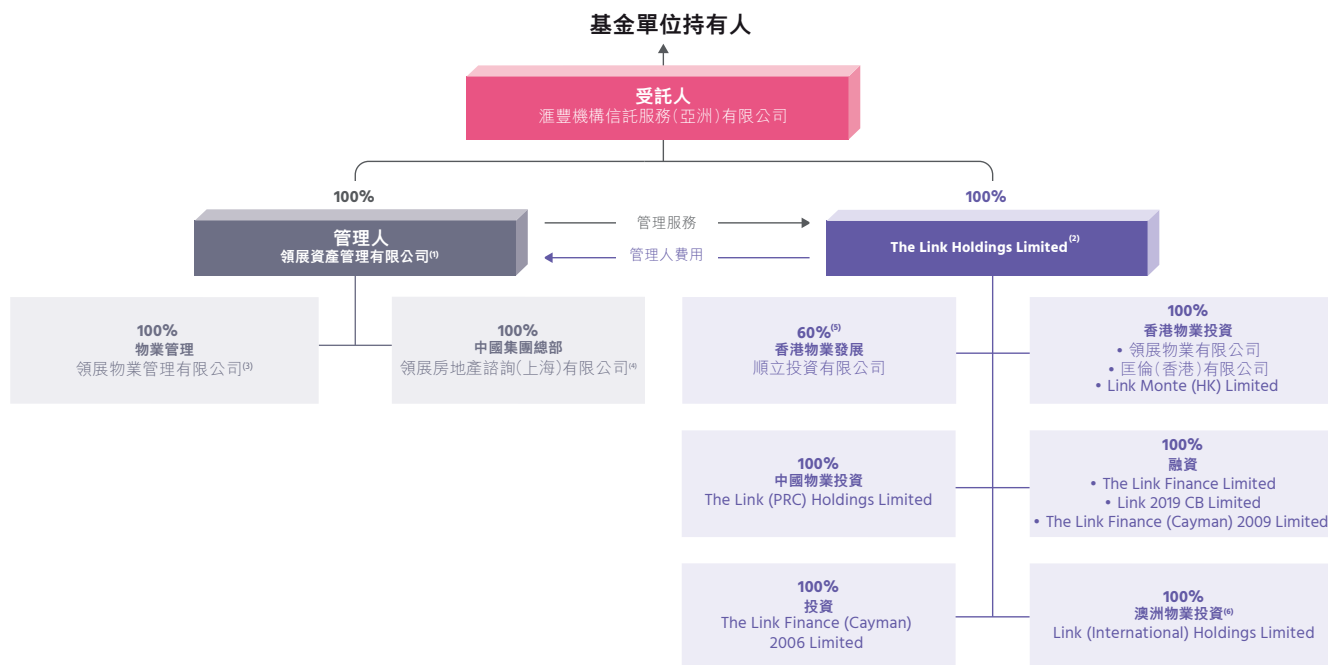 基金單位持有人
受託人
滙豐機構信託服務(亞洲)有限公司
100%
100%
管理人
領展資產管理有限公司(1)
管理服務
管理人費用
The Link Holdings Limited(2)
100%
物業管理
領展物業管理有限公司(3)
100%
中國集團總部
領展房地產諮詢(上海)有限公司(4)
60%(5)
香港物業發展
順立投資有限公司
100%
香港物業投資
• 領展物業有限公司
• 匡倫(香港)有限公司
• Link Monte (HK) Limited
100%
中國物業投資
The Link (PRC) Holdings Limited
100%
融資
• The Link Finance Limited
• Link 2019 CB Limited
• The Link Finance (Cayman) 2009 Limited
100%
投資
The Link Finance (Cayman)
2006 Limited
100%
澳洲物業投資(6)
Link (International) Holdings Limited